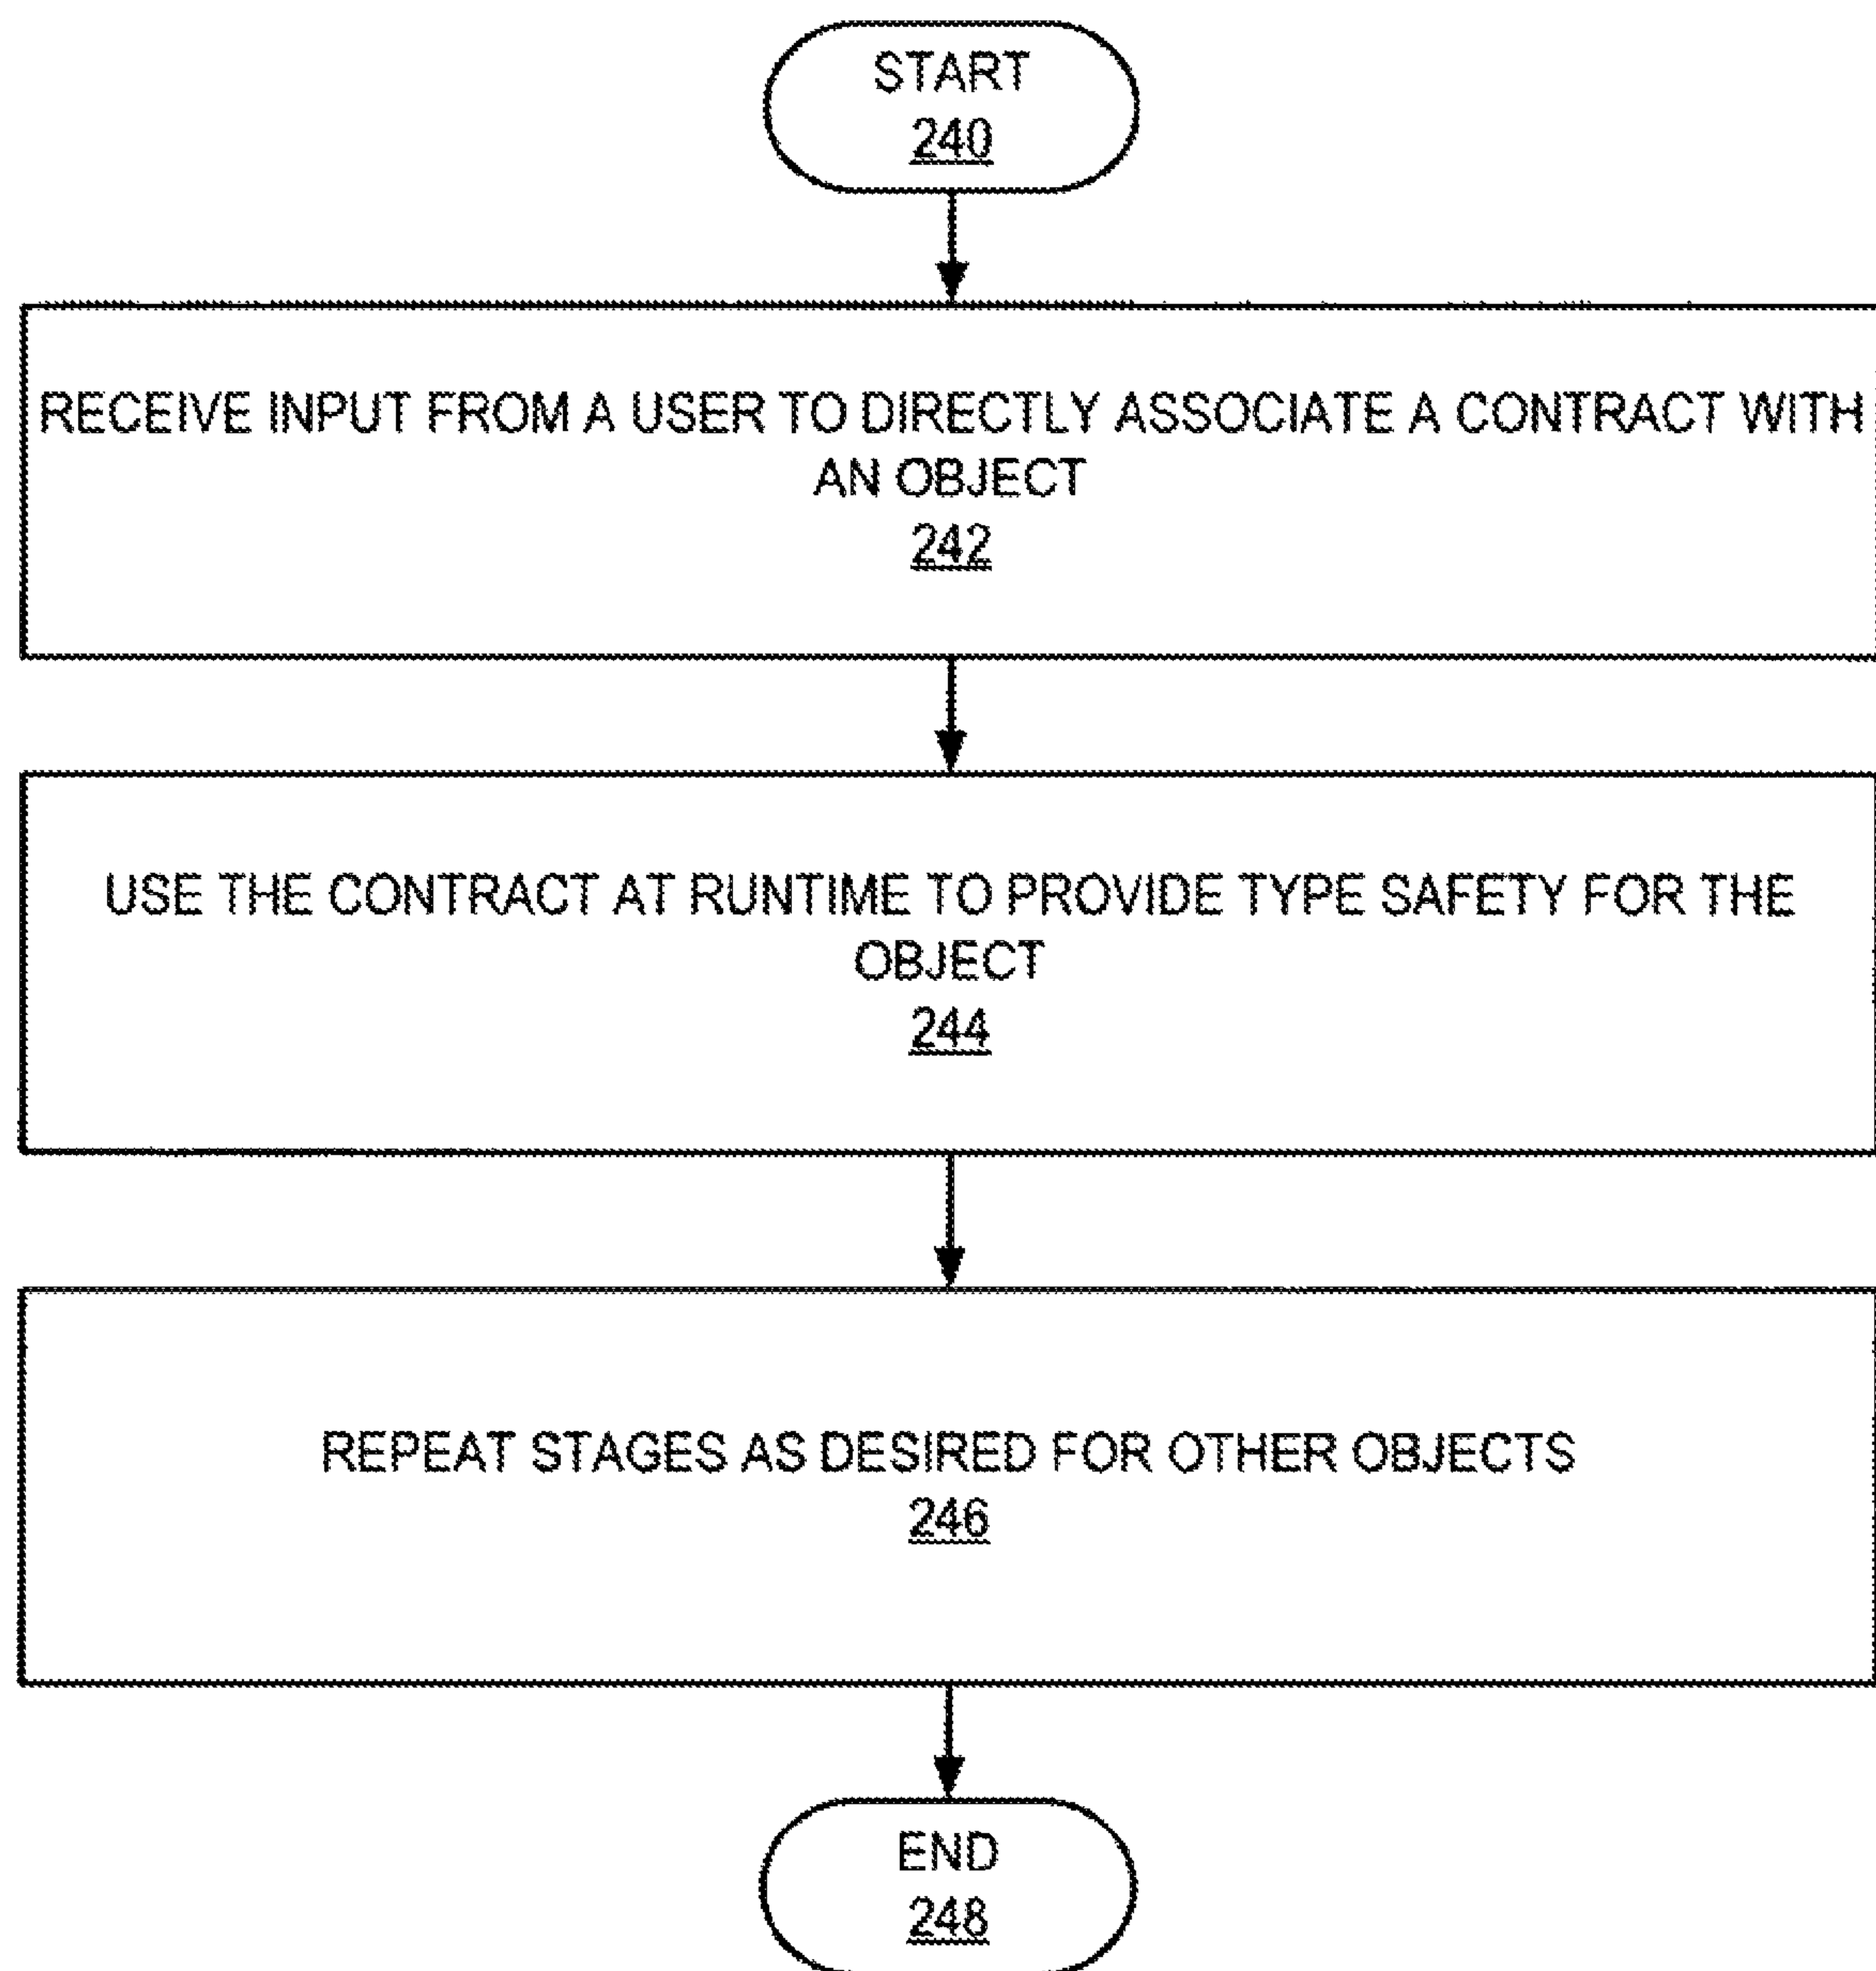 START
240
RECEIVE INPUT FROM A USER TO DIRECTLY ASSOCIATE A CONTRACT WITH
AN OBJECT
242
USE THE CONTRACT AT RUNTIME TO PROVIDE TYPE SAFETY FOR THE
OBJECT
244
REPEAT STAGES AS DESIRED FOR OTHER OBJECTS
246
END
248